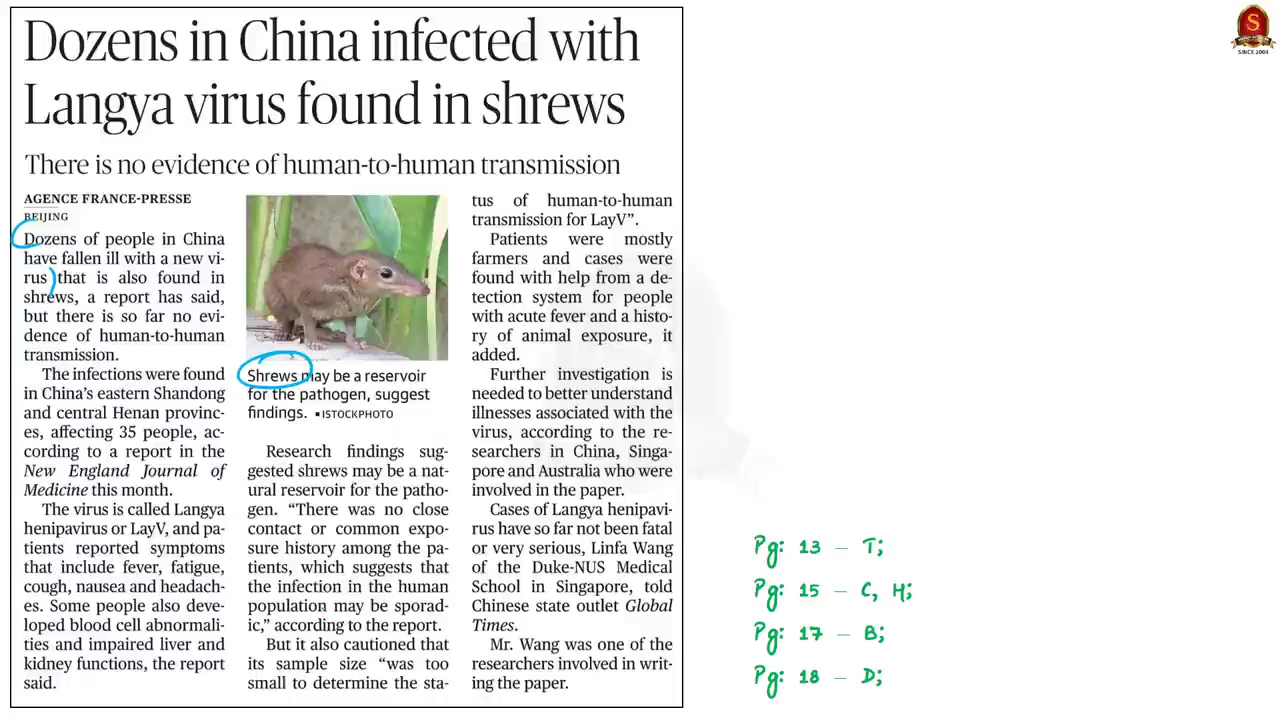 Dozens in China infected with
Langya virus found in shrews
There is no evidence of human-to-human transmission
AGENCE FRANCE-PRESSE
BEIJING
Dozens of people in China
have fallen ill with a new vi-
rus that is also found in
shrews, a report has said,
but there is so far no evi-
dence of human-to-human
transmission.
The infections were found
in China's eastern Shandong
and central Henan provinc-
es, affecting 35 people, ac-
cording to a report in the
New England Journal of
Medicine this month.
The virus is called Langya
henipavirus or LayV, and pa-
tients reported symptoms
that include fever, fatigue,
cough, nausea and headach-
es. Some people also deve-
loped blood cell abnormali-
ties and impaired liver and
kidney functions, the report
said.
Shrews may be a reservoir
for the pathogen, suggest
findings. ▪ISTOCKPHOTO
Research findings sug-
gested shrews may be a nat-
ural reservoir for the patho-
gen. “There was no close
contact or common expo-
sure history among the pa-
tients, which suggests that
the infection in the human
population may be sporad-
ic,” according to the report.
But it also cautioned that
its sample size “was too
small to determine the sta-
tus of human-to-human
transmission for LayV”.
Patients were mostly
farmers and cases were
found with help from a de-
tection system for people
with acute fever and a histo-
ry of animal exposure, it
added.
Further investigation is
needed to better understand
illnesses associated with the
virus, according to the re-
searchers in China, Singa-
pore and Australia who were
involved in the paper.
Cases of Langya henipavi-
rus have so far not been fatal
or very serious, Linfa Wang
of the Duke-NUS Medical
School in Singapore, told
Chinese state outlet Global
Times.
Mr. Wang was one of the
researchers involved in writ-
ing the paper.
S
SINCE 2004
Pg: 13 – T;
Pg: 15 – C, H;
Pg: 17 – B;
Pg: 18 – D;